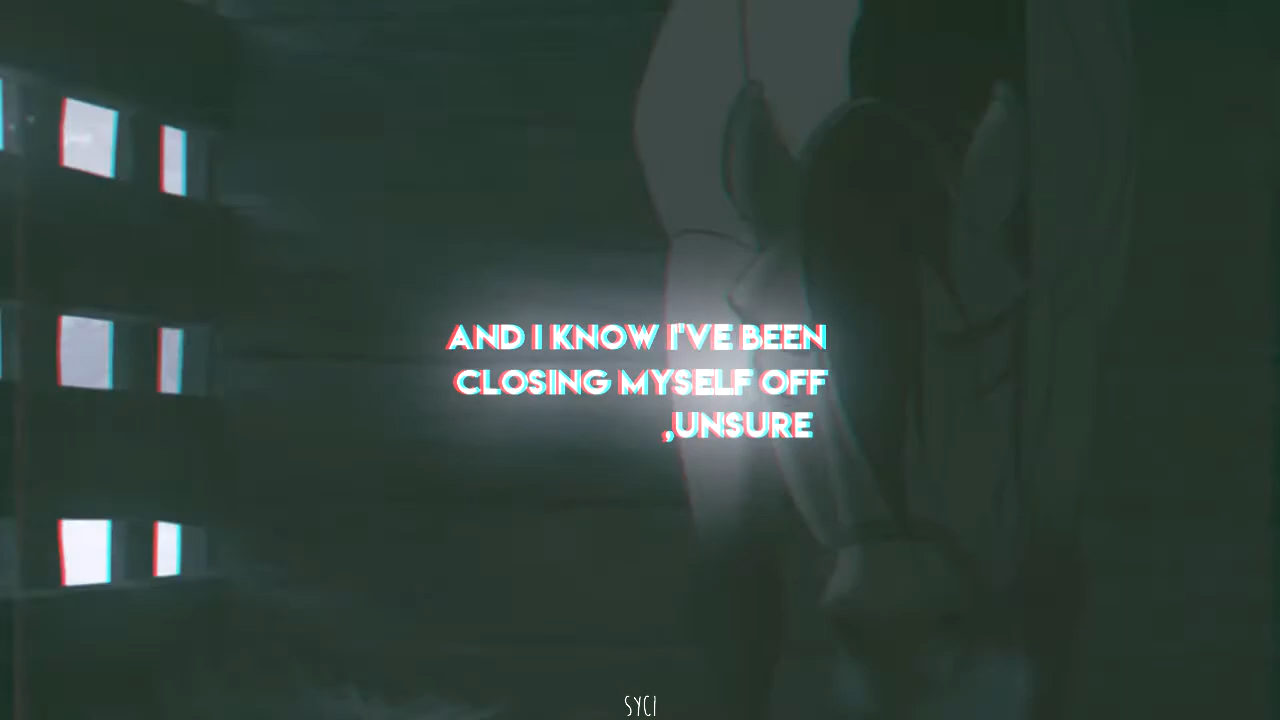 AND I KNOW I'VE BEEN
CLOSING MYSELF OFF
,UNSURE
SYCI